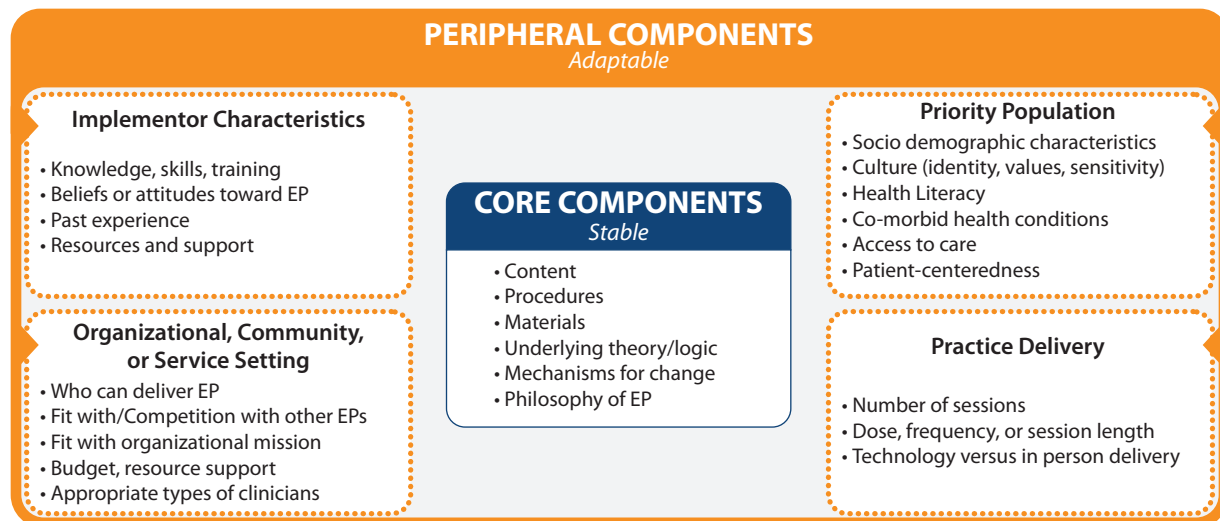 PERIPHERAL COMPONENTS
Adaptable
Implementor Characteristics
• Knowledge, skills, training
• Beliefs or attitudes toward EP
• Past experience
• Resources and support
Organizational, Community,
or Service Setting
• Who can deliver EP
• Fit with/Competition with other EPs
• Fit with organizational mission
• Budget, resource support
• Appropriate types of clinicians
CORE COMPONENTS
Stable
• Content
• Procedures
• Materials
• Underlying theory/logic
• Mechanisms for change
• Philosophy of EP
Priority Population
• Socio demographic characteristics
• Culture (identity, values, sensitivity)
• Health Literacy
• Co-morbid health conditions
• Access to care
• Patient-centeredness
Practice Delivery
• Number of sessions
• Dose, frequency, or session length
• Technology versus in person delivery